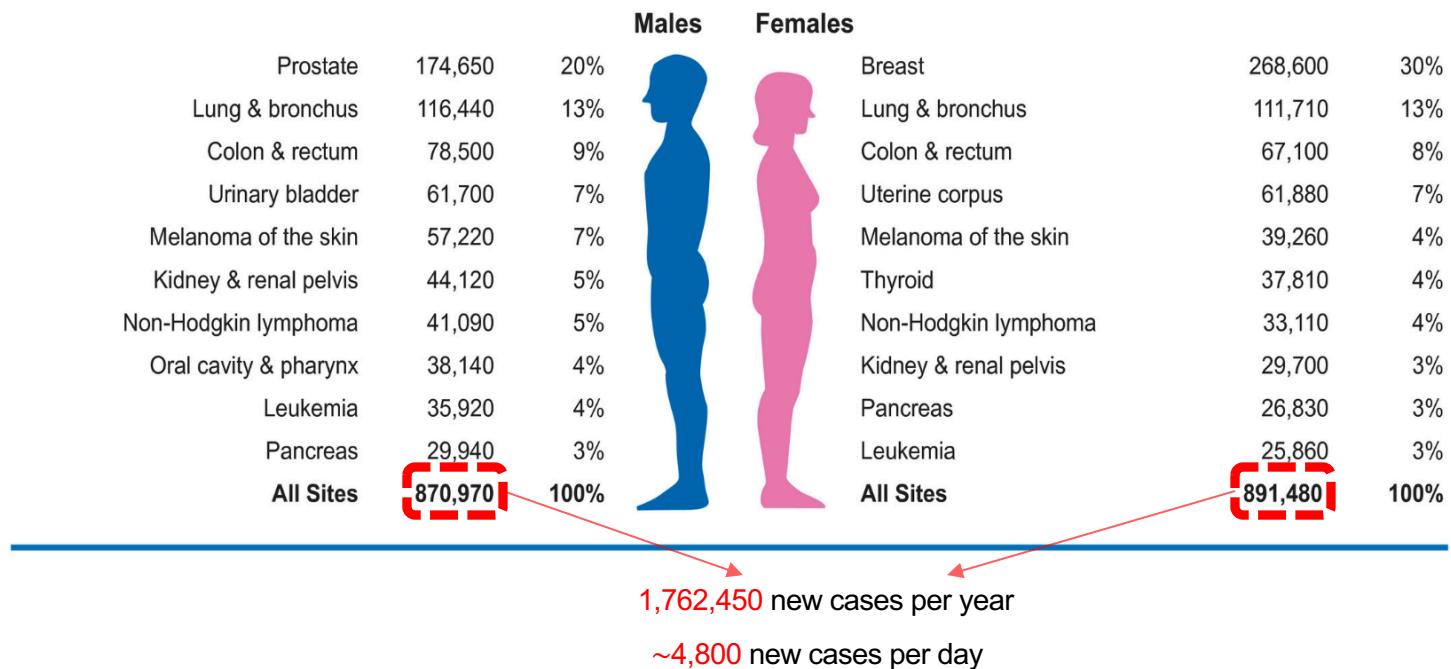 Males Females
Prostate 174,650 20% Breast 268,600 30%
Lung & bronchus 116,440 13% Lung & bronchus 111,710 13%
Colon & rectum 78,500 9% Colon & rectum 67,100 8%
Urinary bladder 61,700 7% Uterine corpus 61,880 7%
Melanoma of the skin 57,220 7% Melanoma of the skin 39,260 4%
Kidney & renal pelvis 44,120 5% Thyroid 37,810 4%
Non-Hodgkin lymphoma 41,090 5% Non-Hodgkin lymphoma 33,110 4%
Oral cavity & pharynx 38,140 4% Kidney & renal pelvis 29,700 3%
Leukemia 35,920 4% Pancreas 26,830 3%
Pancreas 29,940 3% Leukemia 25,860 3%
All Sites 870,970 100% All Sites 891,480 100%
1,762,450 new cases per year
~4,800 new cases per day